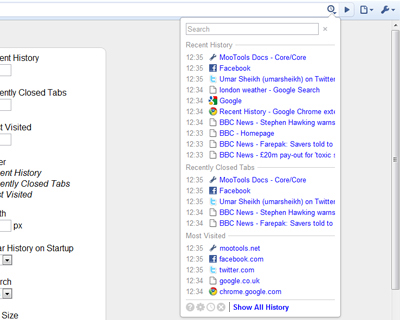 Search
Recent History
12:35 MooTools Docs - Core/Core
12:35 Facebook
12:35 Umar Sheikh (umarsheikh) on Twitter
12:34 london weather - Google Search
12:34 Google
12:34 Recent History - Google Chrome exte
12:34 BBC News - Stephen Hawking warns
12:33 BBC - Homepage
12:33 BBC News - Farepak: Savers told to
12:33 BBC News - £20m pay-out for 'toxic s
Recently Closed Tabs
12:35 MooTools Docs - Core/Core
12:35 Facebook
12:35 Umar Sheikh (umarsheikh) on Twitter
12:34 BBC News - Stephen Hawking warns
12:34 BBC News - Farepak: Savers told to
Most Visited
12:35 mootools.net
12:35 facebook.com
12:35 twitter.com
12:34 google.co.uk
12:34 chrome.google.com
Show All History
ent History
ently Closed Tabs
st Visited
er
ent History
ently Closed Tabs
st Visited
th
px
ar History on Startup
rch
Size